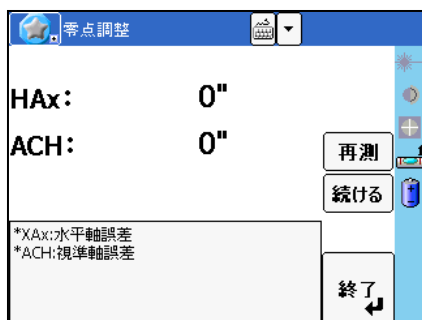 零点調整
HAx: 0"
ACH: 0"
再測
続ける
*XAx:水平軸誤差
*ACH:視準軸誤差
終了